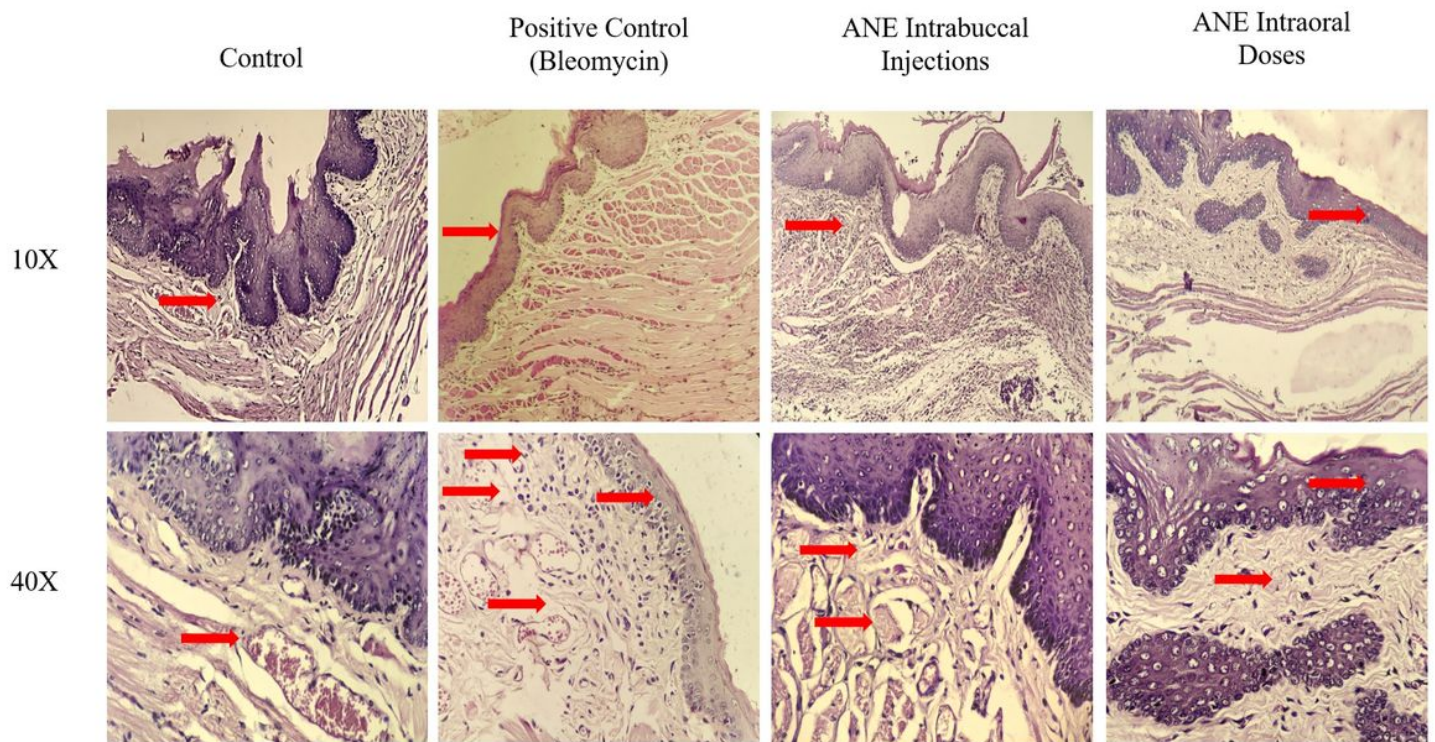 Control
Positive Control
(Bleomycin)
ANE Intrabuccal
Injections
ANE Intraoral
Doses
10X
40X